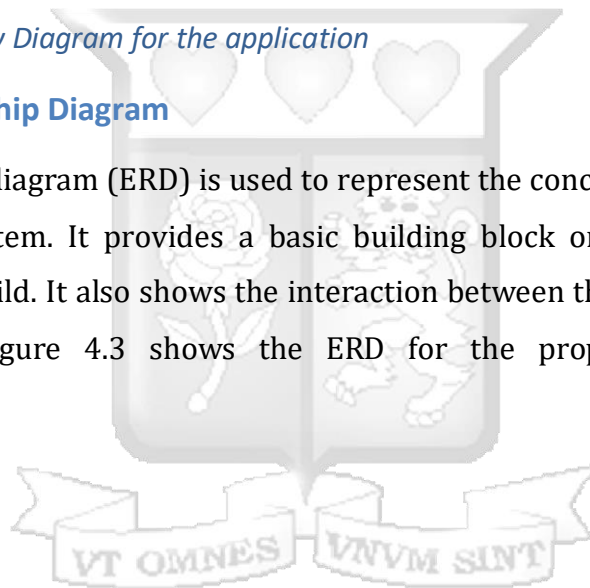 Diagram for the application
hip Diagram
diagram (ERD) is used to represent the conc
tem. It provides a basic building block or
ild. It also shows the interaction between th
gure 4.3 shows the ERD for the prop
VT OMNES VNVM SINT